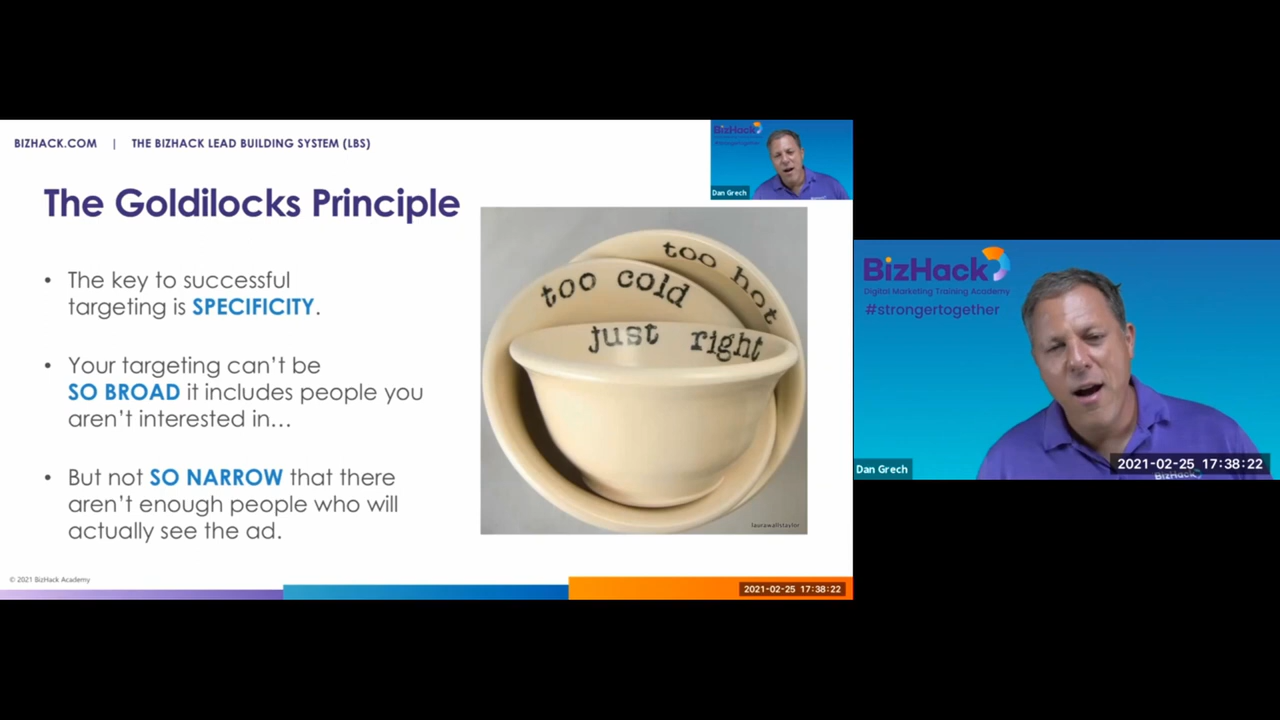 BIZHACK.COM | THE BIZHACK LEAD BUILDING SYSTEM (LBS)
The Goldilocks Principle
• The key to successful
targeting is SPECIFICITY.
• Your targeting can’t be
SO BROAD it includes people you
aren’t interested in…
• But not SO NARROW that there
aren’t enough people who will
actually see the ad.
too hot
too cold
just right
laurawallstaylor
© 2021 BizHack Academy
2021-02-25 17:38:22
BizHack
#strongertogether
Dan Grech
BizHack
Digital Marketing Training Academy
#strongertogether
Dan Grech
2021-02-25 17:38:22
BizHack